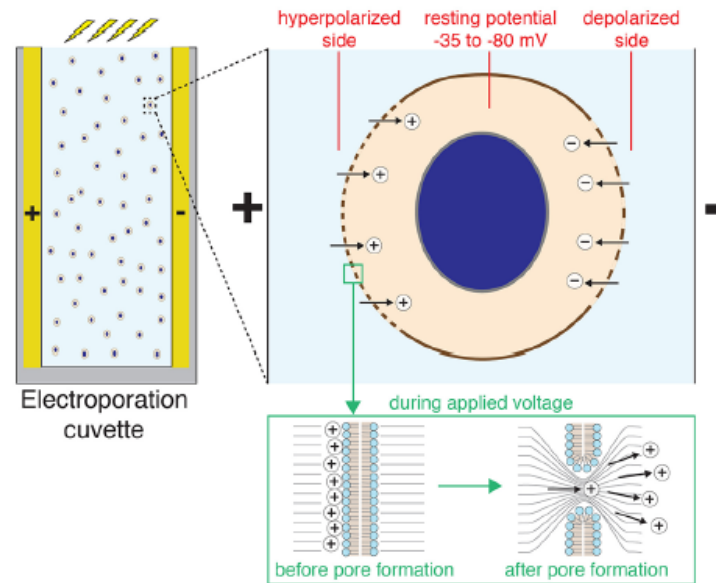 hyperpolarized
side
resting potential
-35 to -80 mV
depolarized
side
+
-
+
-
+
+
+
+
−
−
−
−
Electroporation
cuvette
during applied voltage
+
+
+
+
+
+
+
+
+
+
+
+
+
before pore formation
after pore formation